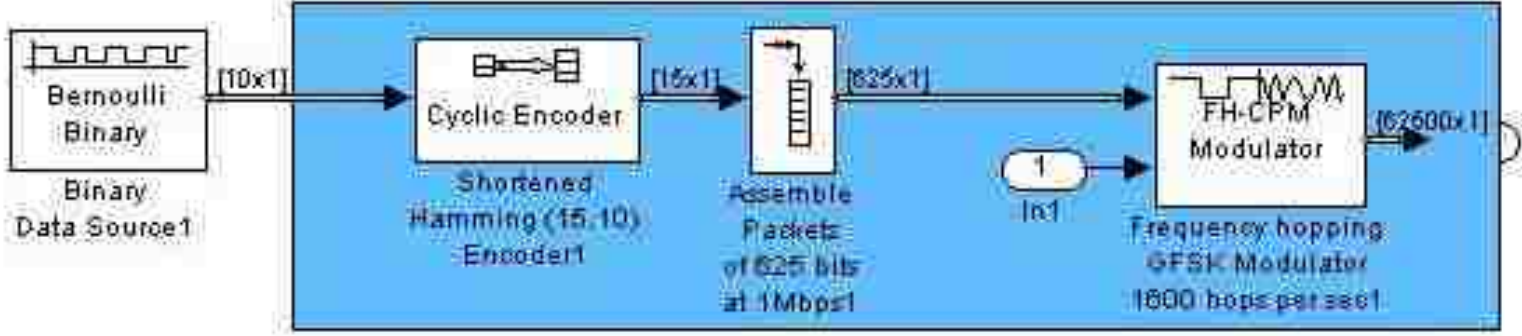 Bernoulli
Binary
Binary
Data Source1
[10x1]
Cyclic Encoder
Shortened
Hamming (15,10)
Encoder1
[15x1]
Assemble
Packets
of 625 bits
at 1Mbps1
[625x1]
1
In1
FH-CPM
Modulator
Frequency hopping
GFSK Modulator
1600 hops per sec1
[62500x1]